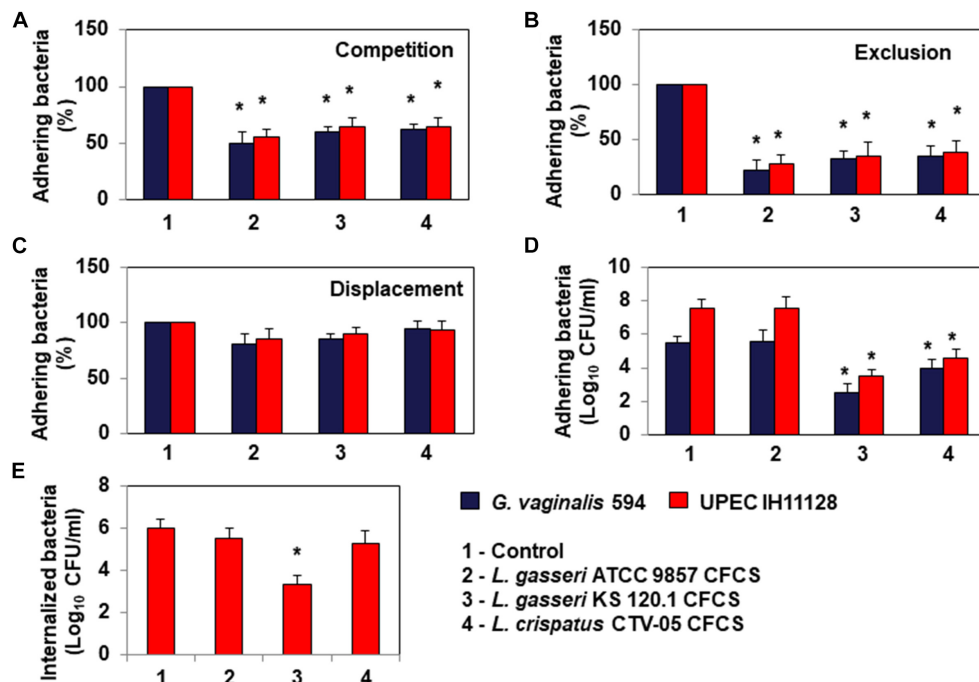 A
150
100
50
0
Adhering bacteria
(%)
Competition
* * * * * *
1 2 3 4
B
150
100
50
0
Adhering bacteria
(%)
Exclusion
* * * * * *
1 2 3 4
C
150
100
50
0
Adhering bacteria
(%)
Displacement
1 2 3 4
D
10
8
6
4
2
0
Adhering bacteria
(Log10 CFU/ml)
* * * *
1 2 3 4
E
8
6
4
2
0
Internalized bacteria
(Log10 CFU/ml)
*
1 2 3 4
G. vaginalis 594 UPEC IH11128
1 - Control
2 - L. gasseri ATCC 9857 CFCS
3 - L. gasseri KS 120.1 CFCS
4 - L. crispatus CTV-05 CFCS